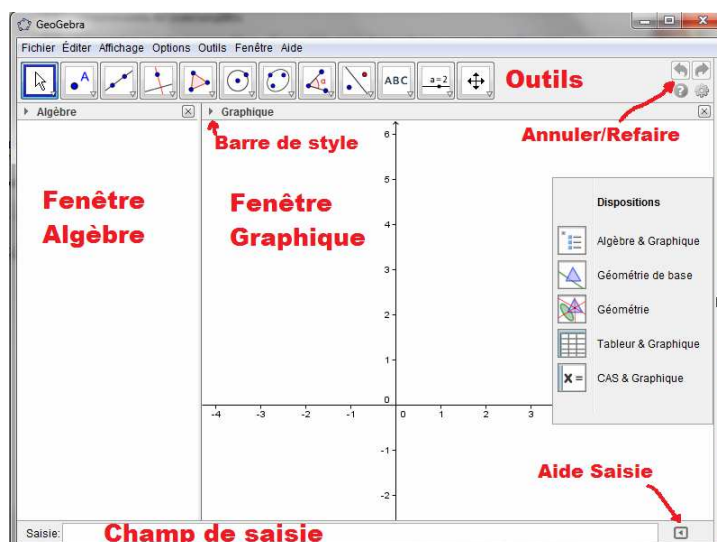 GeoGebra
Fichier Éditer Affichage Options Outils Fenêtre Aide
A
α
ABC
a=2
Outils
Algèbre
Graphique
Annuler/Refaire
Barre de style
Fenêtre
Algèbre
Fenêtre
Graphique
Dispositions
Algèbre & Graphique
Géométrie de base
Géométrie
Tableur & Graphique
X =
CAS & Graphique
6
5
4
3
2
1
0
-4 -3 -2 -1 0 1 2 3
-1
-2
Aide Saisie
Saisie:
Champ de saisie